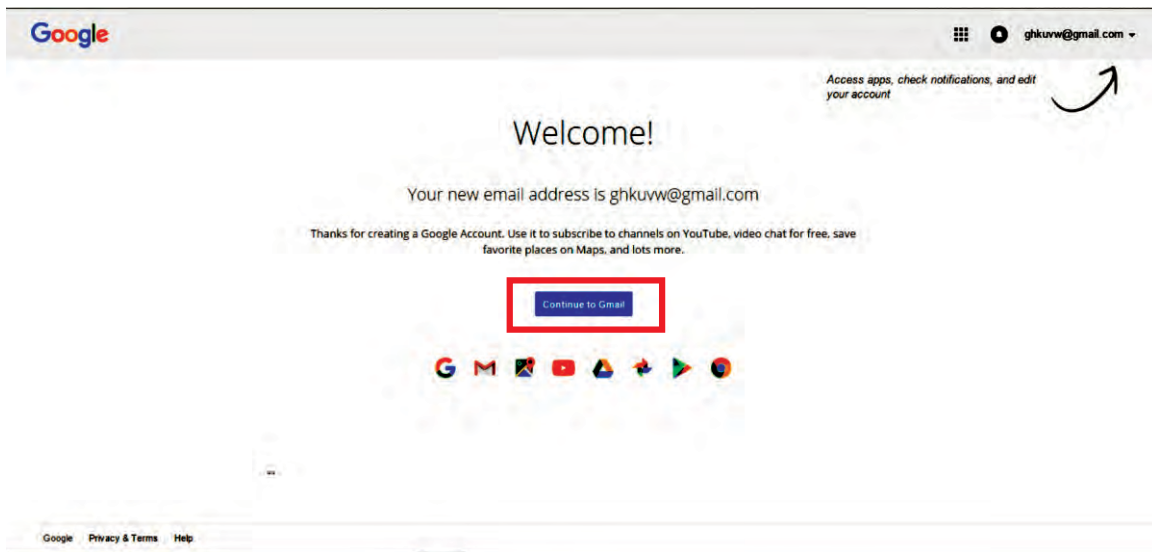 Google
ghkuvw@gmail.com
Access apps, check notifications, and edit
your account
Welcome!
Your new email address is ghkuvw@gmail.com
Thanks for creating a Google Account. Use it to subscribe to channels on YouTube, video chat for free, save
favorite places on Maps, and lots more.
Continue to Gmail
Google Privacy & Terms Help